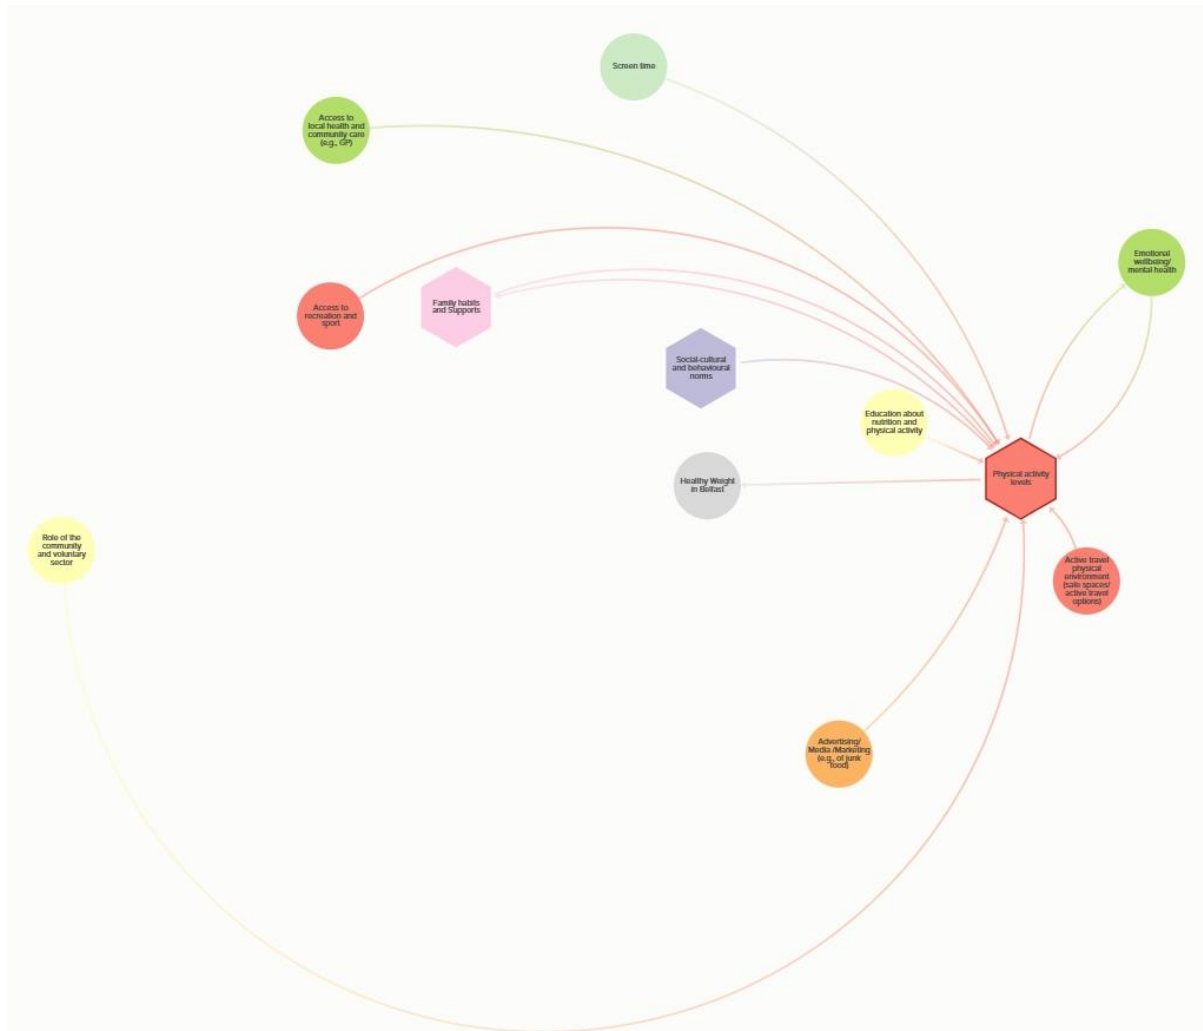 Screen time
Access to
local health and
community care
(e.g., GP)
Emotional
wellbeing/
mental health
Access to
recreation and
sport
Family habits
and Supports
Social-cultural
and behavioural
norms
Education about
nutrition and
physical activity
Healthy Weight
in Belfast
Physical activity
levels
Role of the
community
and voluntary
sector
Active travel
physical
environment
(safe spaces/
active travel
options)
Advertising/
Media /Marketing
(e.g., of junk
food)